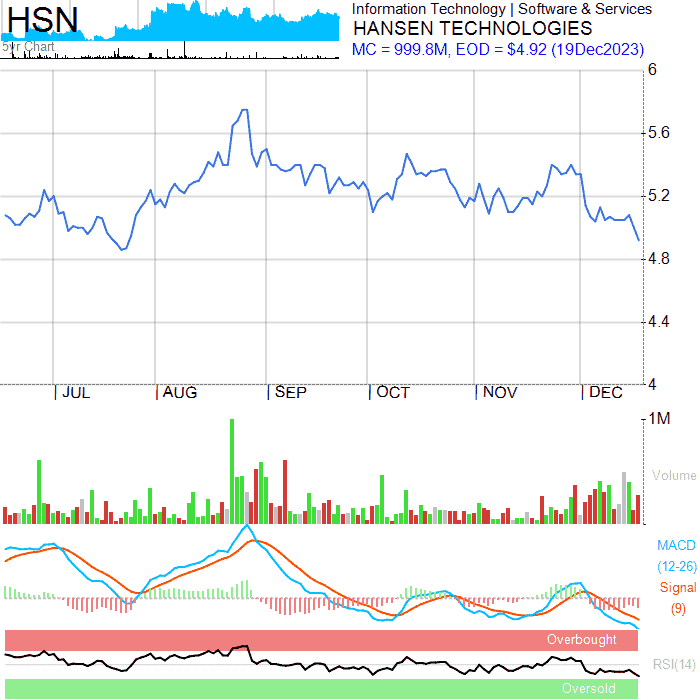 HSN
5yr Chart
Information Technology | Software & Services
HANSEN TECHNOLOGIES
MC = 999.8M, EOD = $4.92 (19Dec2023)
6
5.6
5.2
4.8
4.4
4
JUL AUG SEP OCT NOV DEC
1M
Volume
MACD
(12-26)
Signal
(9)
Overbought
RSI(14)
Oversold